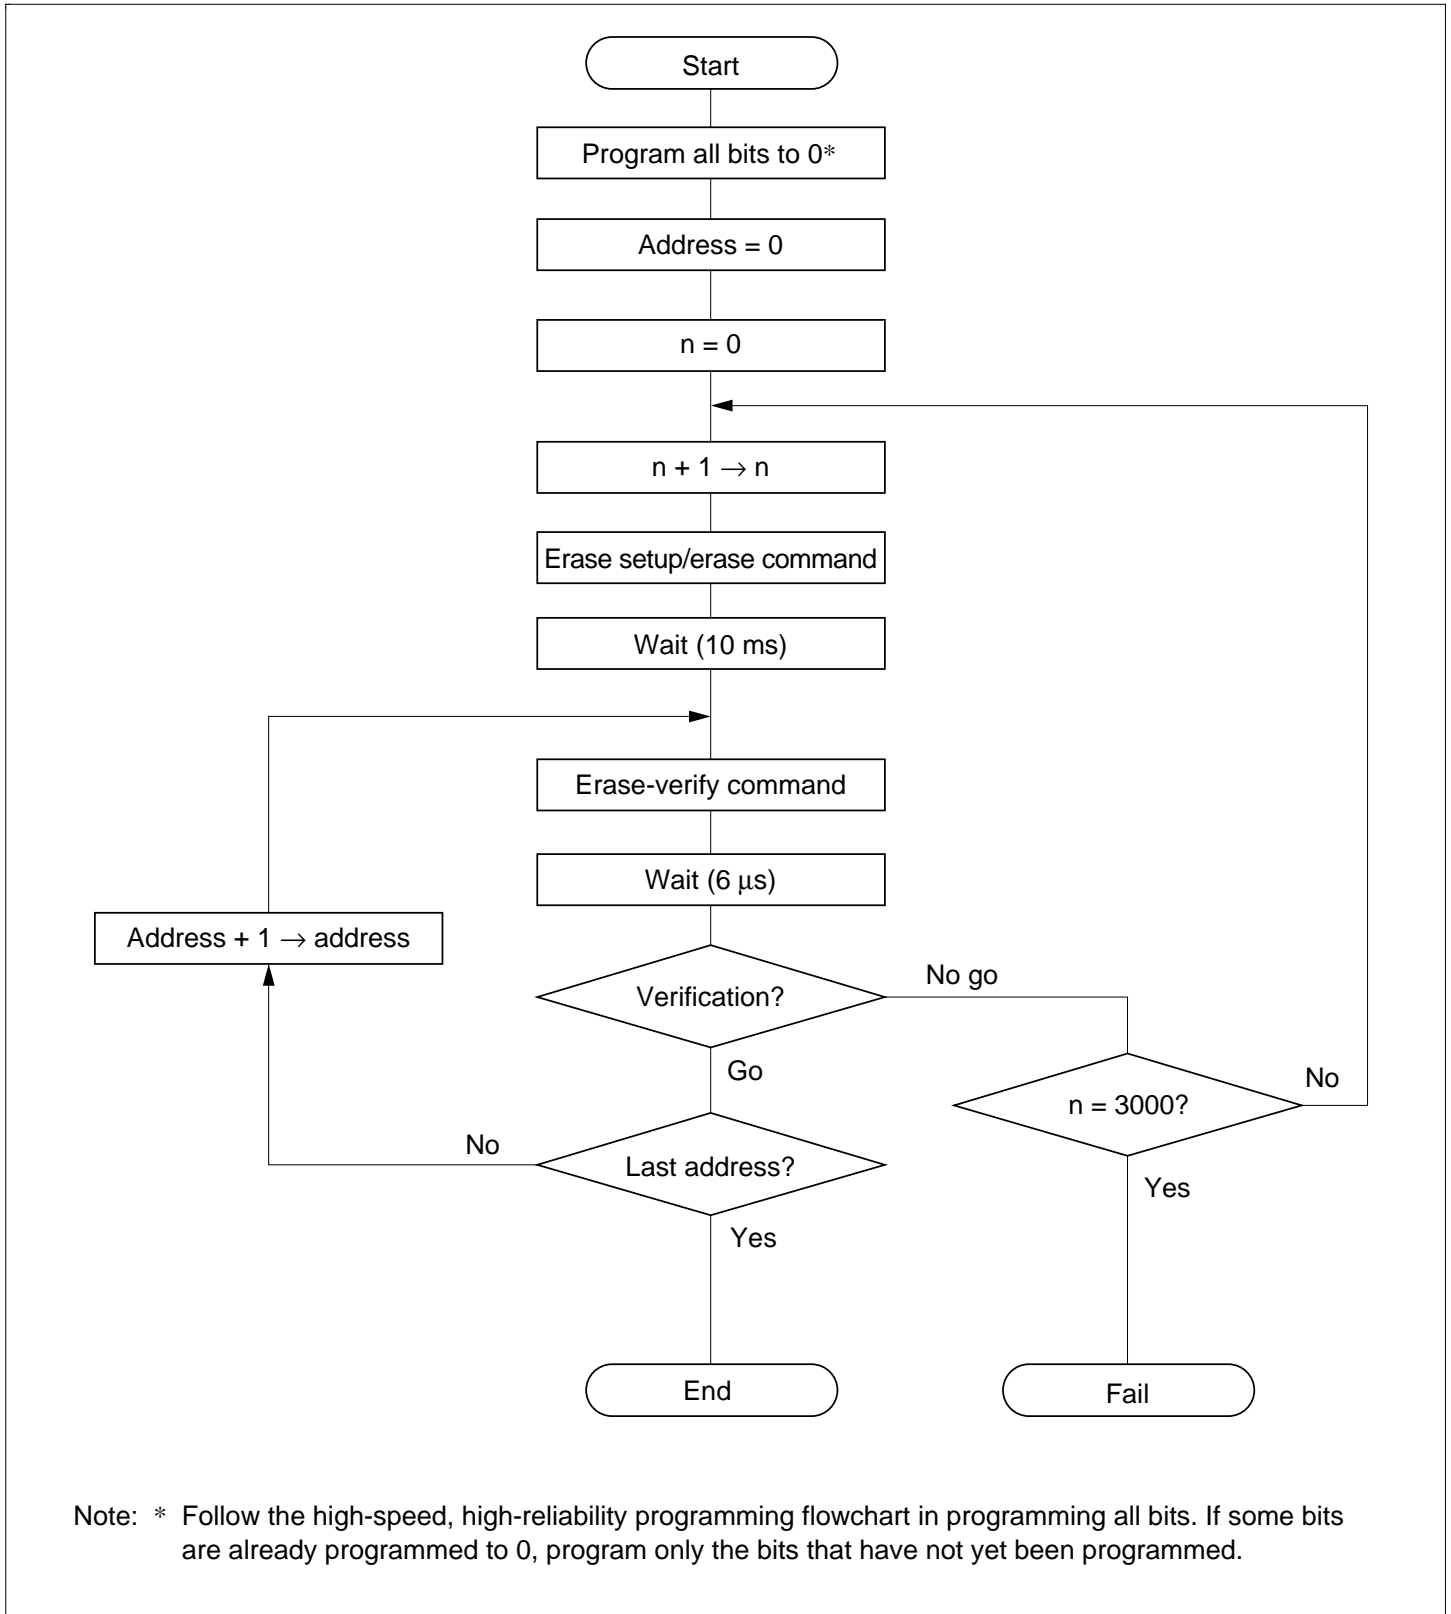 Start
Program all bits to 0*
Address = 0
n = 0
n + 1 → n
Erase setup/erase command
Wait (10 ms)
Erase-verify command
Wait (6 μs)
Address + 1 → address
Verification?
No go
Go
n = 3000?
No
No
Last address?
Yes
Yes
End
Fail
Note: * Follow the high-speed, high-reliability programming flowchart in programming all bits. If some bits
are already programmed to 0, program only the bits that have not yet been programmed.